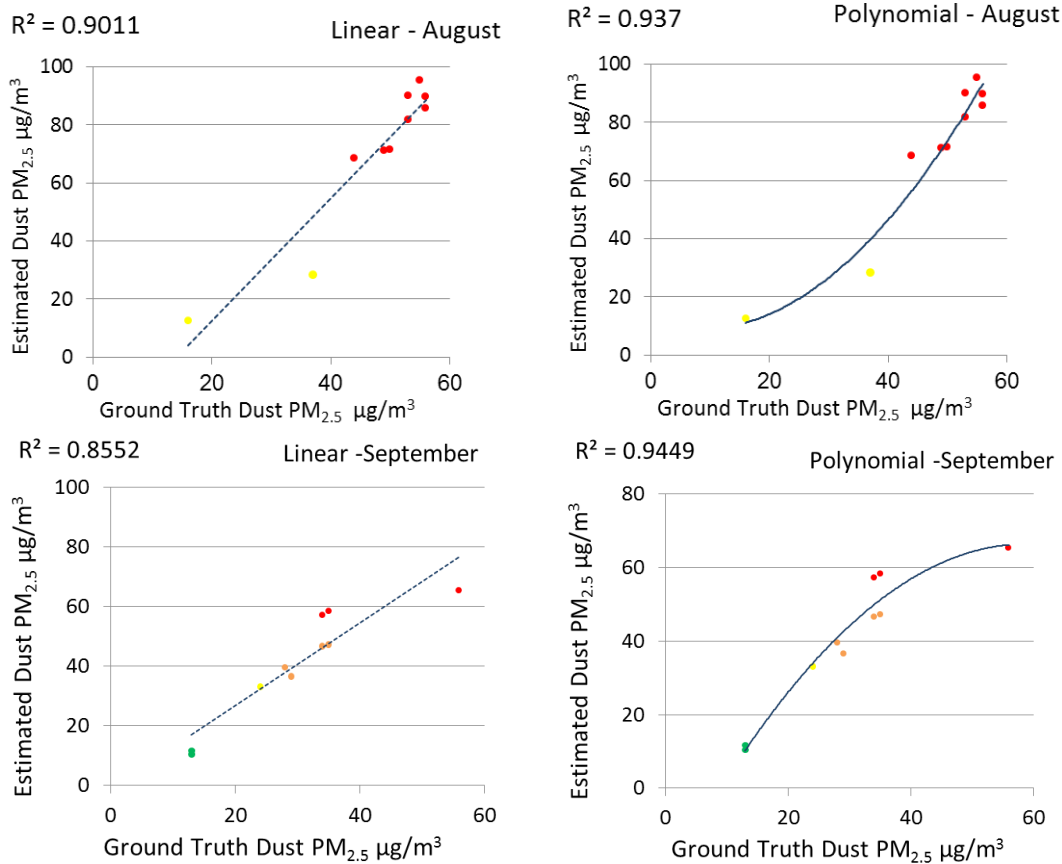 R² = 0.9011
Linear - August
Estimated Dust PM2.5 µg/m³
100
80
60
40
20
0
0 20 40 60
Ground Truth Dust PM2.5 µg/m³
R² = 0.937
Polynomial - August
Estimated Dust PM2.5 µg/m³
100
80
60
40
20
0
0 20 40 60
Ground Truth Dust PM2.5 µg/m³
R² = 0.8552
Linear -September
Estimated Dust PM2.5 µg/m³
100
80
60
40
20
0
0 20 40 60
Ground Truth Dust PM2.5 µg/m³
R² = 0.9449
Polynomial -September
Estimated Dust PM2.5 µg/m³
80
60
40
20
0
0 20 40 60
Ground Truth Dust PM2.5 µg/m³